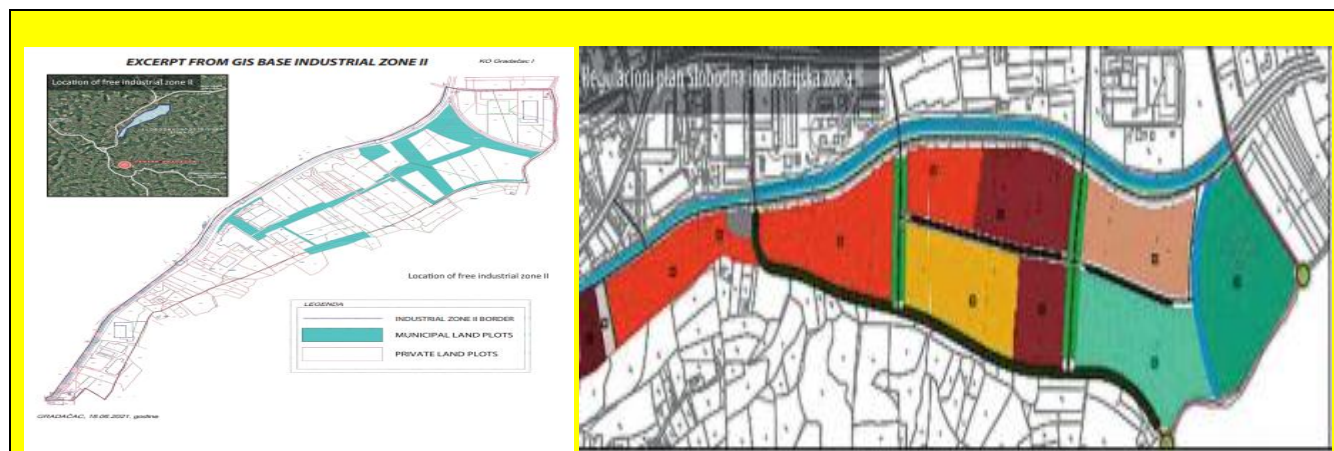 EXCERPT FROM GIS BASE INDUSTRIAL ZONE II
KO Gradačac I
Location of free industrial zone II
Location of free industrial zone II
LEGENDA
INDUSTRIAL ZONE II BORDER
MUNICIPAL LAND PLOTS
PRIVATE LAND PLOTS
GRADAČAC, 18.06.2021. godine
Regulacioni plan Slobodna industrijska zona II